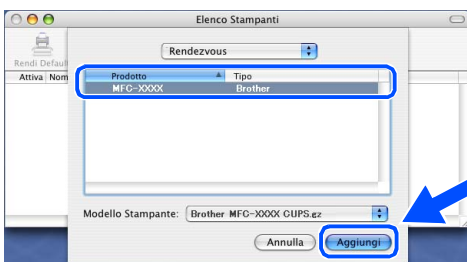 Elenco Stampanti
Rendezvous
Rendi Defaul
Attiva Nom
Prodotto Tipo
MFC-XXXX Brother
Modello Stampante: Brother MFC-XXXX CUPS.gz
Annulla Aggiungi